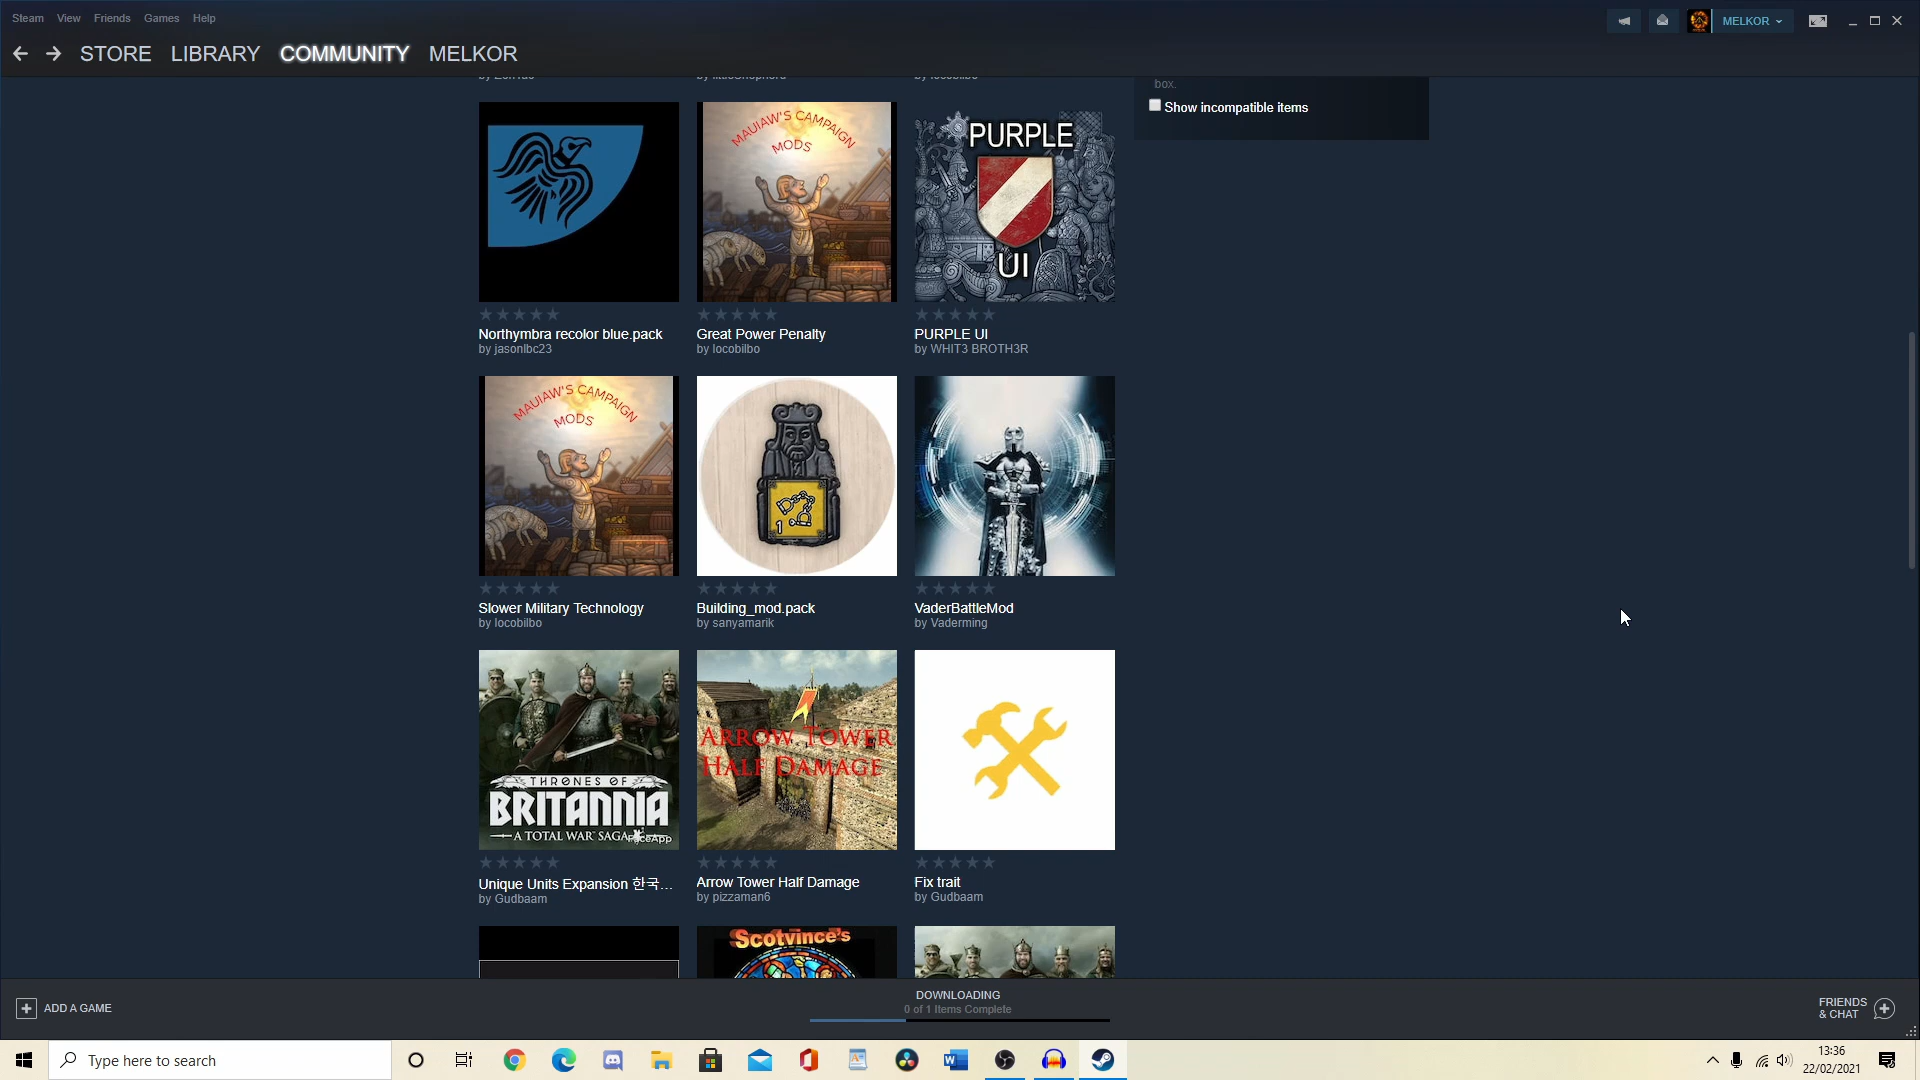 Steam View Friends Games Help
MELKOR
STORE LIBRARY COMMUNITY MELKOR
by locobilbo
box.
Show incompatible items
MAUIAW'S CAMPAIGN
MODS
PURPLE
UI
Northymbra recolor blue.pack
by jasonlbc23
Great Power Penalty
by locobilbo
PURPLE UI
by WHIT3 BROTH3R
MAUIAW'S CAMPAIGN
MODS
1
Slower Military Technology
by locobilbo
Building_mod.pack
by sanyamarik
VaderBattleMod
by Vaderming
THRONES OF
BRITANNIA
A TOTAL WAR SAGA
FaceApp
ARROW TOWER
HALF DAMAGE
Unique Units Expansion 한국...
by Gudbaam
Arrow Tower Half Damage
by pizzaman6
Fix trait
by Gudbaam
Scotvince's
ADD A GAME
DOWNLOADING
0 of 1 Items Complete
FRIENDS
& CHAT
Type here to search
13:36
22/02/2021